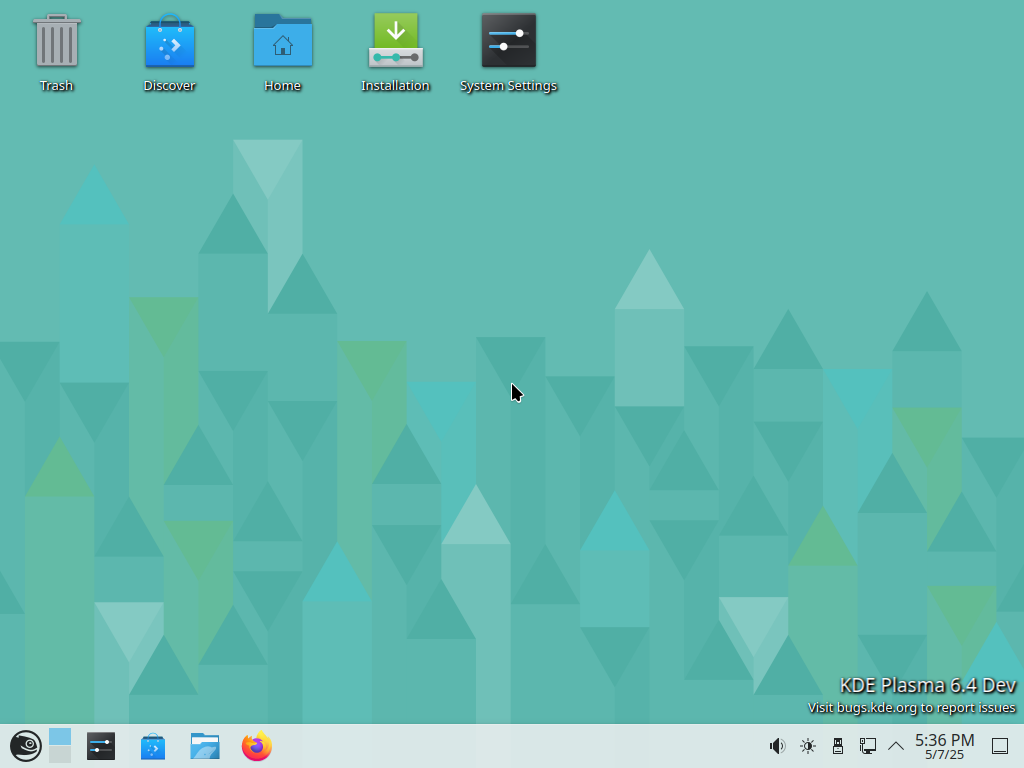 Trash
Discover
Home
Installation
System Settings
KDE Plasma 6.4 Dev
Visit bugs.kde.org to report issues
5:36 PM
5/7/25